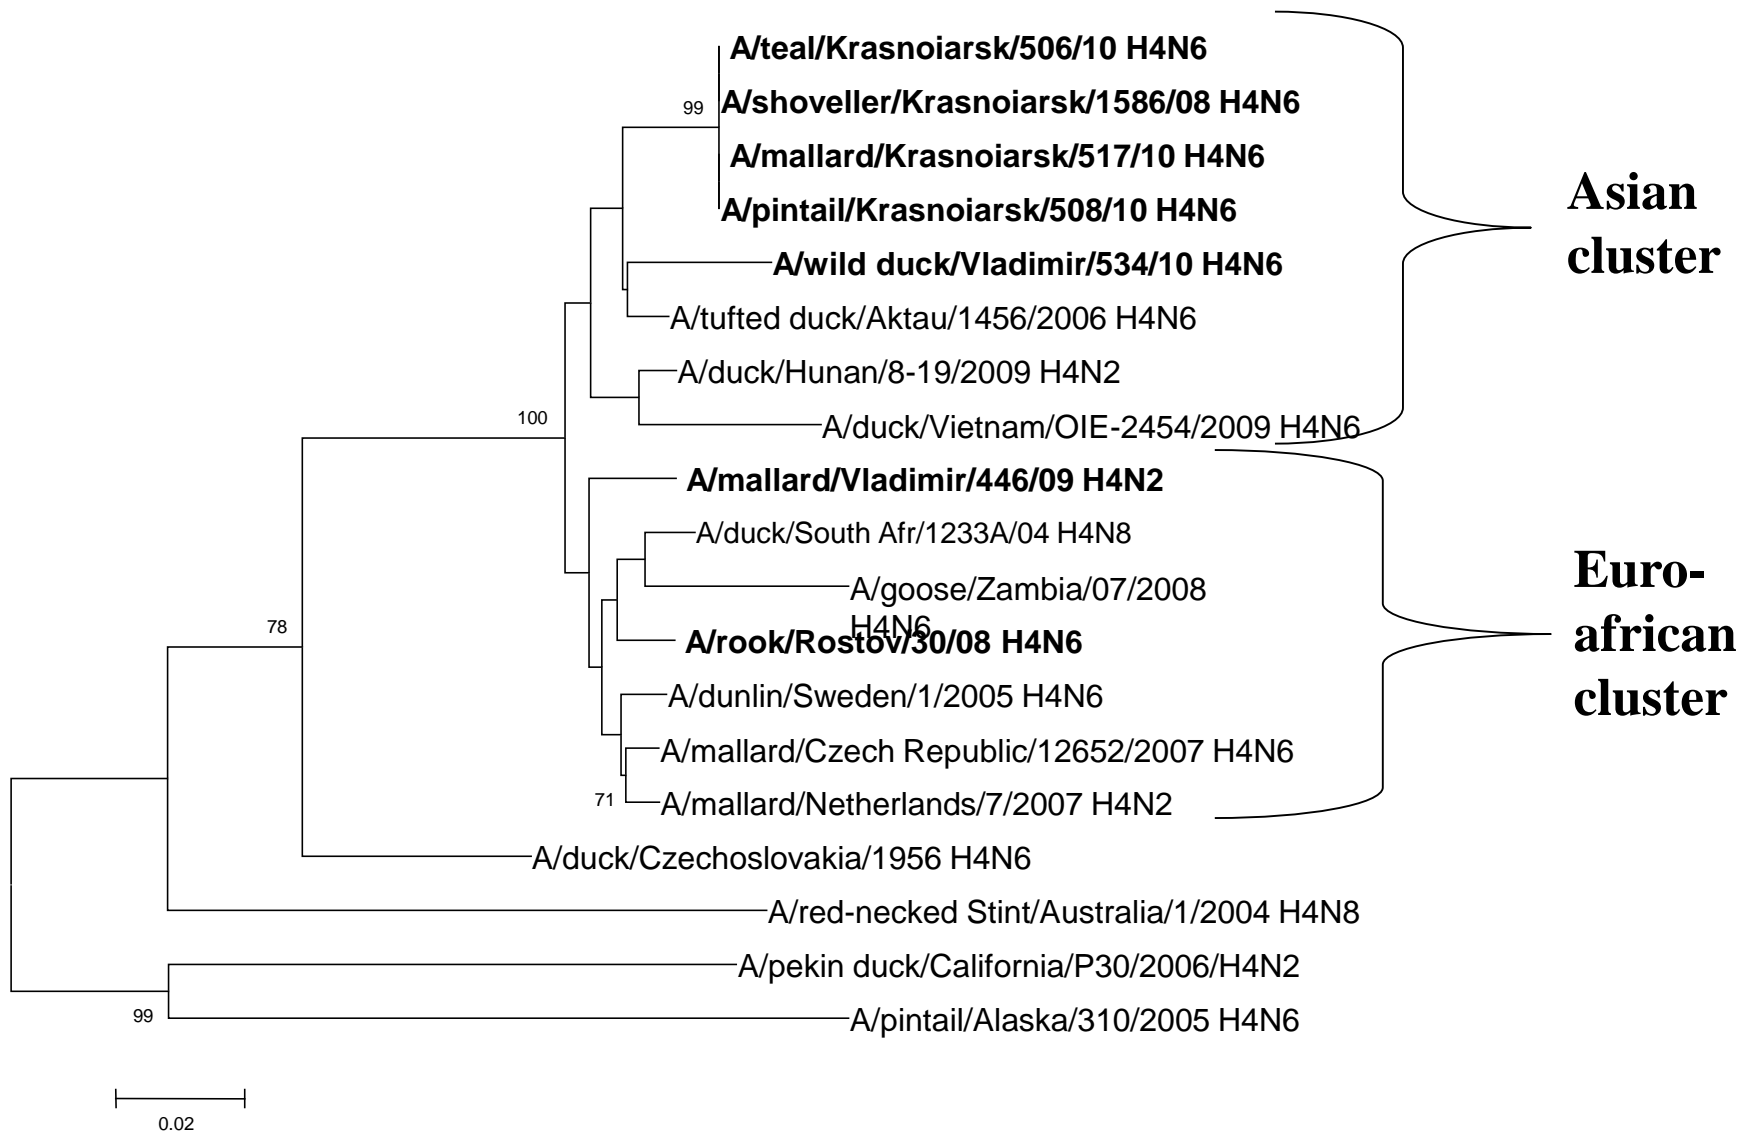 A/teal/Krasnoiarsk/506/10 H4N6
99
A/shoveller/Krasnoiarsk/1586/08 H4N6
A/mallard/Krasnoiarsk/517/10 H4N6
A/pintail/Krasnoiarsk/508/10 H4N6
Asian
cluster
A/wild duck/Vladimir/534/10 H4N6
A/tufted duck/Aktau/1456/2006 H4N6
A/duck/Hunan/8-19/2009 H4N2
100
A/duck/Vietnam/OIE-2454/2009 H4N6
A/mallard/Vladimir/446/09 H4N2
A/duck/South Afr/1233A/04 H4N8
A/goose/Zambia/07/2008
H4N6
78
A/rook/Rostov/30/08 H4N6
Euro-
african
cluster
A/dunlin/Sweden/1/2005 H4N6
A/mallard/Czech Republic/12652/2007 H4N6
71
A/mallard/Netherlands/7/2007 H4N2
A/duck/Czechoslovakia/1956 H4N6
A/red-necked Stint/Australia/1/2004 H4N8
A/pekin duck/California/P30/2006/H4N2
99
A/pintail/Alaska/310/2005 H4N6
0.02